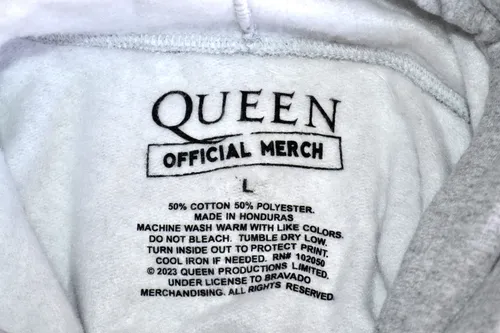 QUEEN
OFFICIAL MERCH
L
50% COTTON 50% POLYESTER.
MADE IN HONDURAS
MACHINE WASH WARM WITH LIKE COLORS.
DO NOT BLEACH. TUMBLE DRY LOW.
TURN INSIDE OUT TO PROTECT PRINT.
COOL IRON IF NEEDED. RN# 102050
© 2023 QUEEN PRODUCTIONS LIMITED.
UNDER LICENSE TO BRAVADO
MERCHANDISING. ALL RIGHTS RESERVED.